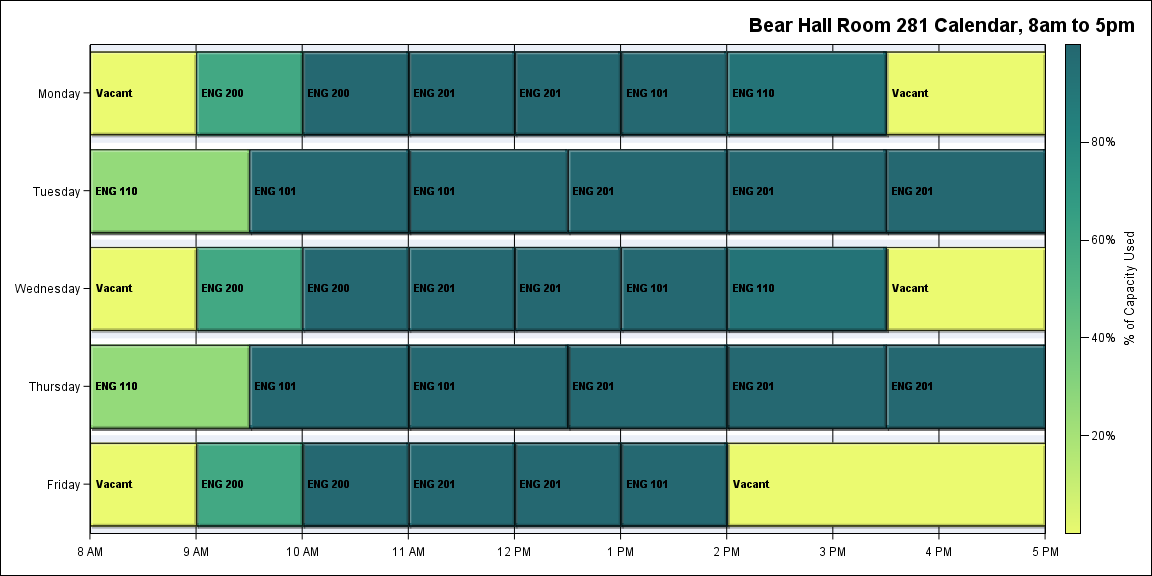 Bear Hall Room 281 Calendar, 8am to 5pm
Monday
Vacant
ENG 200
ENG 200
ENG 201
ENG 201
ENG 101
ENG 110
Vacant
Tuesday
ENG 110
ENG 101
ENG 101
ENG 201
ENG 201
ENG 201
Wednesday
Vacant
ENG 200
ENG 200
ENG 201
ENG 201
ENG 101
ENG 110
Vacant
Thursday
ENG 110
ENG 101
ENG 101
ENG 201
ENG 201
ENG 201
Friday
Vacant
ENG 200
ENG 200
ENG 201
ENG 201
ENG 101
Vacant
8 AM
9 AM
10 AM
11 AM
12 PM
1 PM
2 PM
3 PM
4 PM
5 PM
80%
60%
40%
20%
% of Capacity Used